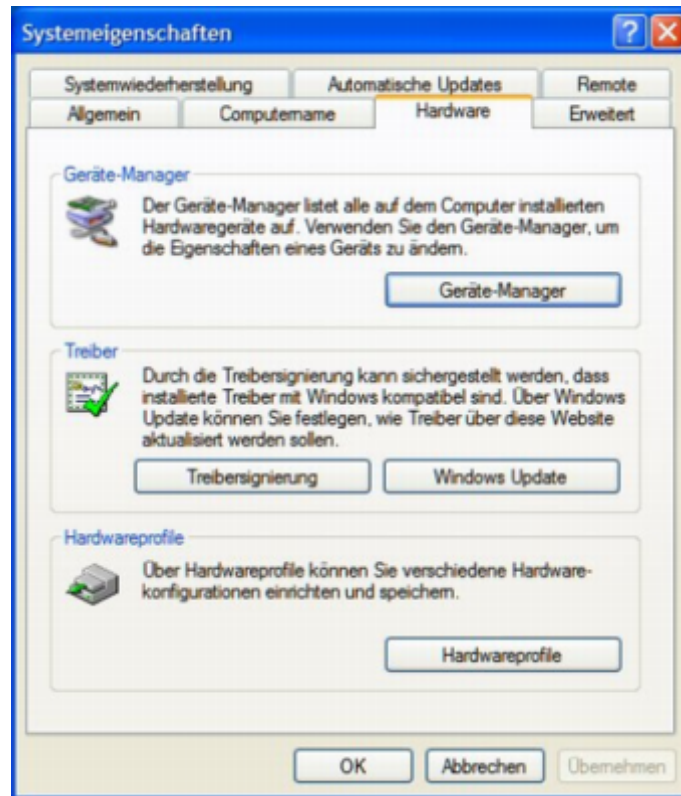 Systemeigenschaften
Systemwiederherstellung Automatische Updates Remote
Allgemein Computername Hardware Erweitert
Geräte-Manager
Der Geräte-Manager listet alle auf dem Computer installierten
Hardwaregeräte auf. Verwenden Sie den Geräte-Manager, um
die Eigenschaften eines Geräts zu ändern.
Geräte-Manager
Treiber
Durch die Treibersignierung kann sichergestellt werden, dass
installierte Treiber mit Windows kompatibel sind. Über Windows
Update können Sie festlegen, wie Treiber über diese Website
aktualisiert werden sollen.
Treibersignierung Windows Update
Hardwareprofile
Über Hardwareprofile können Sie verschiedene Hardware-
konfigurationen einrichten und speichern.
Hardwareprofile
OK Abbrechen Übernehmen